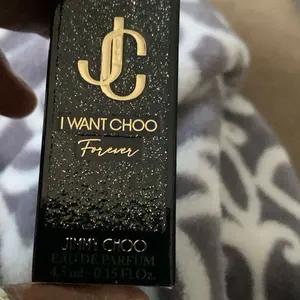 JC
I WANT CHOO
Forever
JIMMY CHOO
EAU DE PARFUM
4.5 ml - 0.15 Fl. Oz.